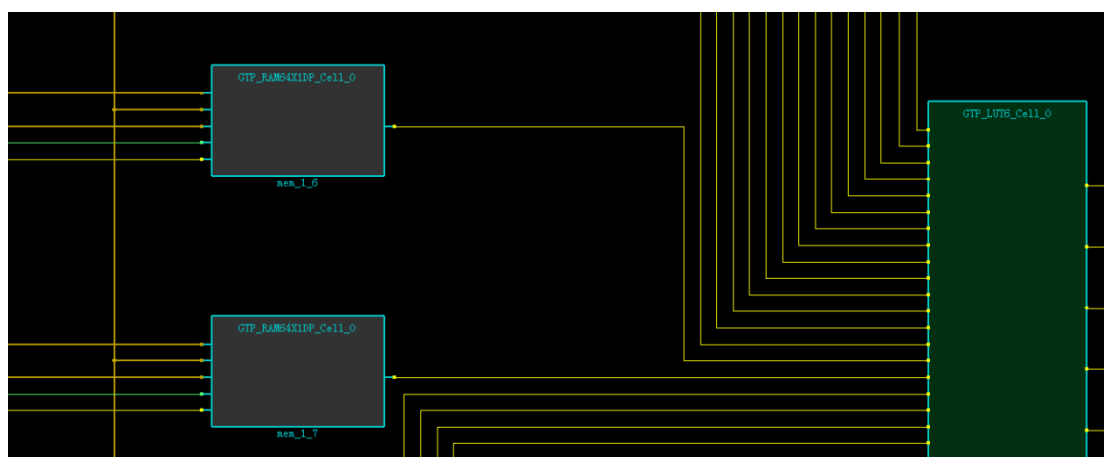 GTP_RAM64X1DP_Cell_0
mem_1_6
GTP_LUT6_Cell_0
GTP_RAM64X1DP_Cell_0
mem_1_7